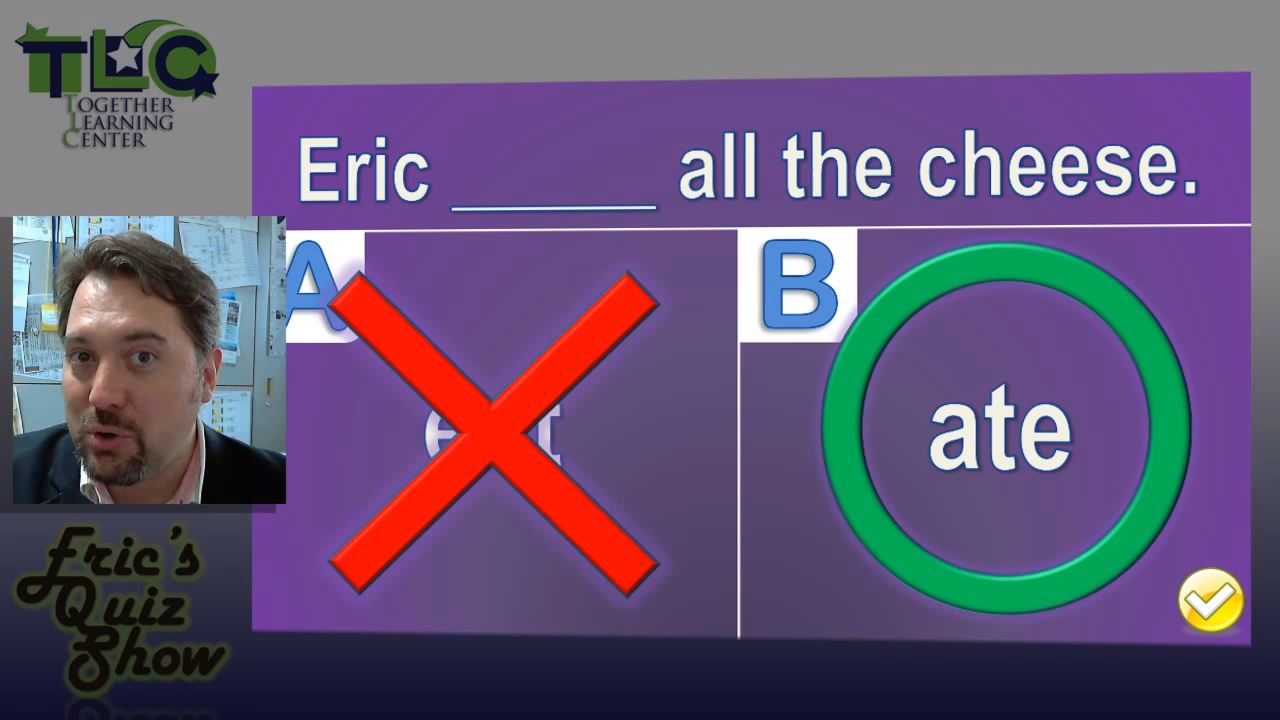 TLC
TOGETHER
LEARNING
CENTER
Eric _____ all the cheese.
A
B
ate
Eric's
Quiz
Show